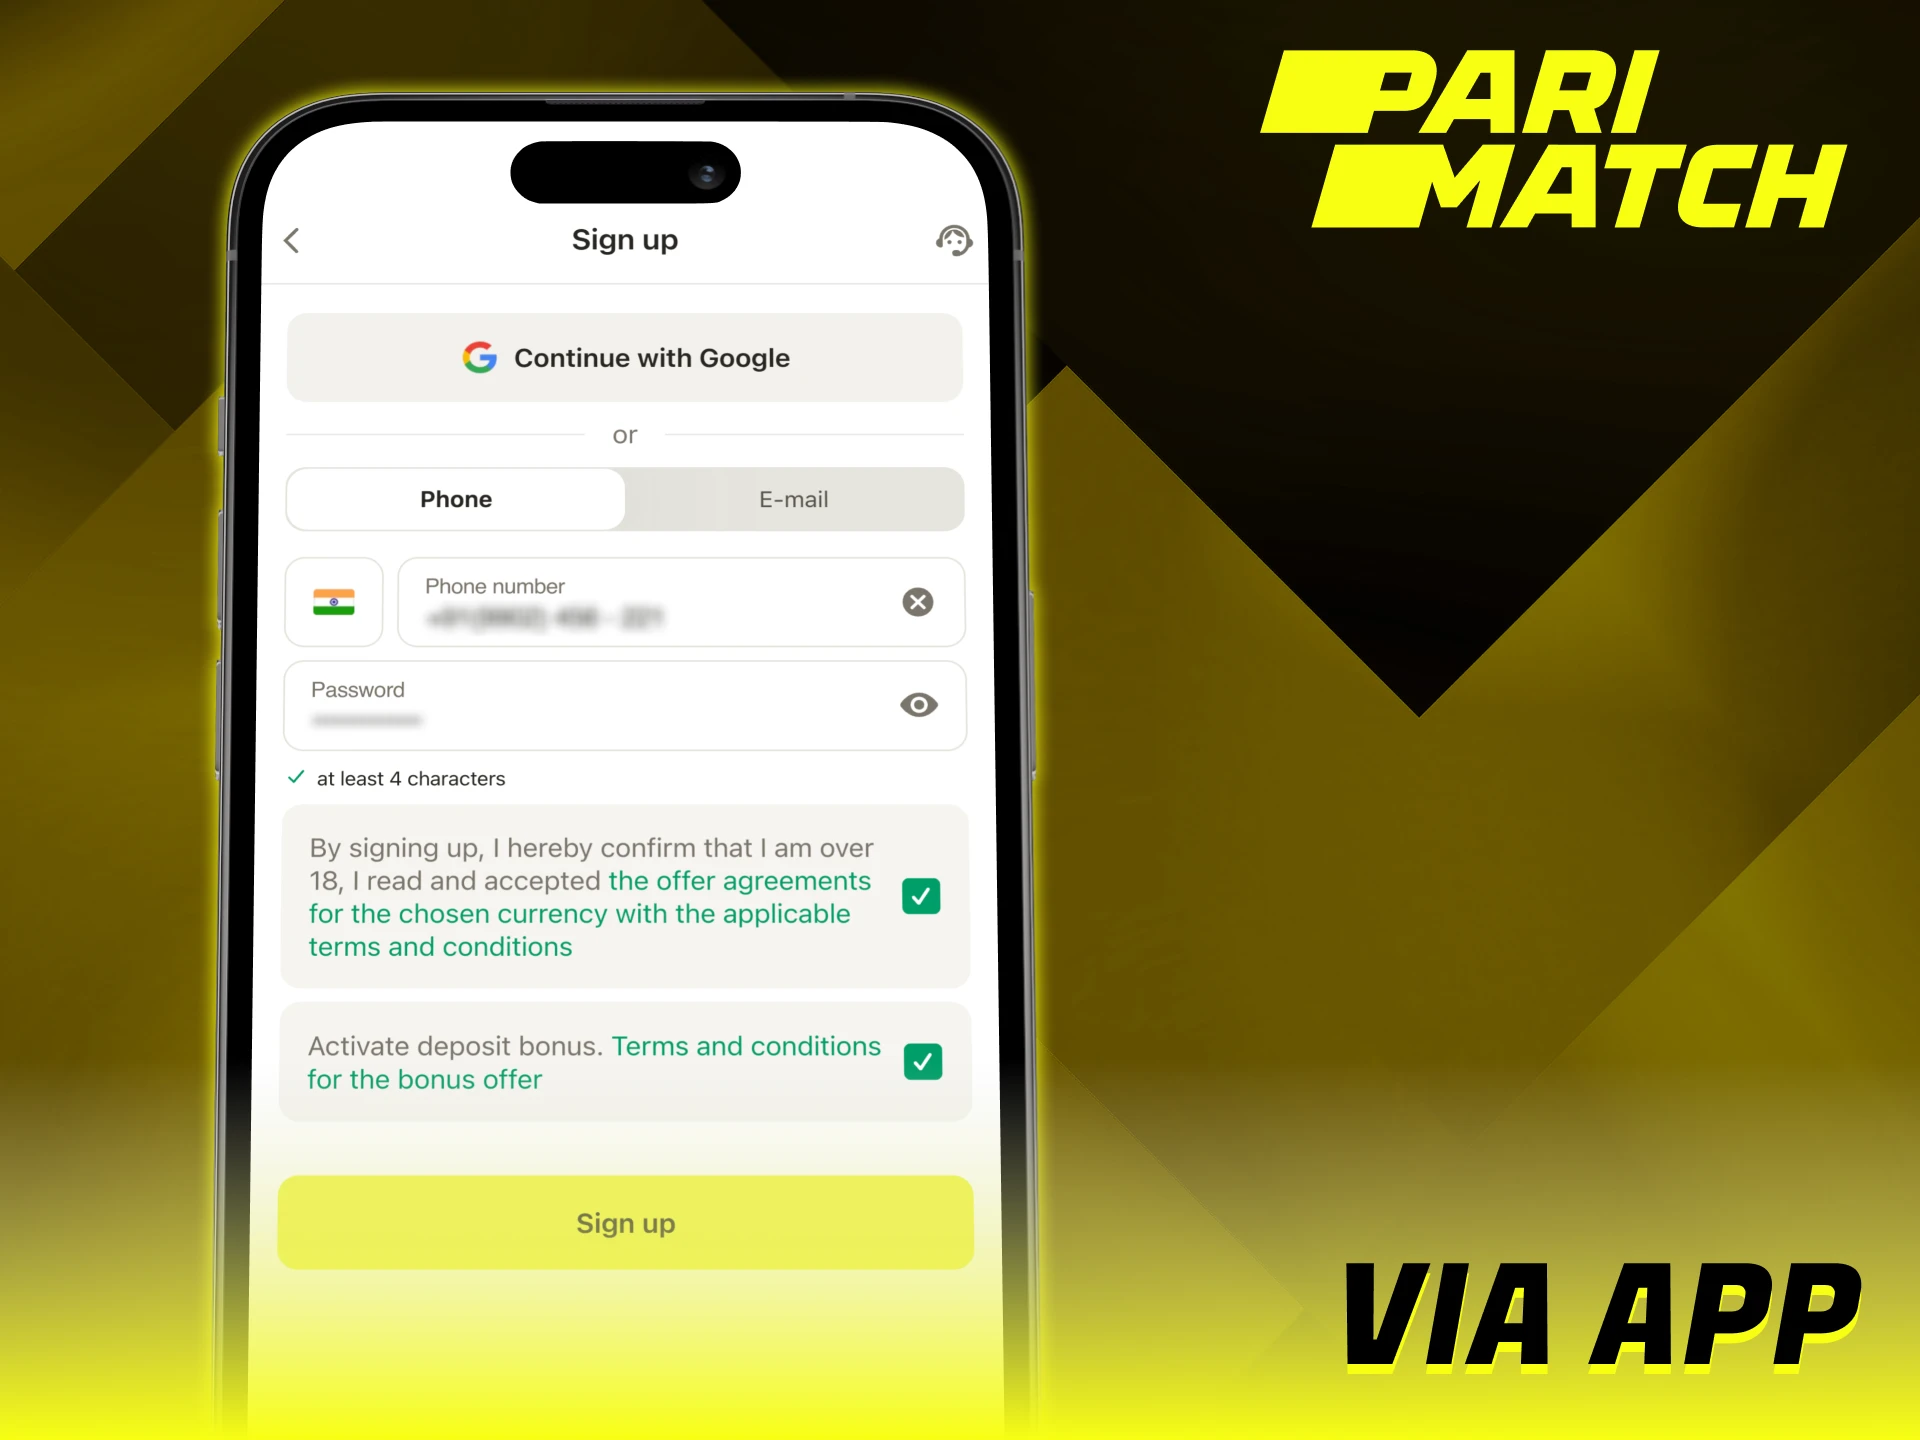 PARI
MATCH
Sign up
Continue with Google
or
Phone
E-mail
Phone number
Password
at least 4 characters
By signing up, I hereby confirm that I am over
18, I read and accepted the offer agreements
for the chosen currency with the applicable
terms and conditions
Activate deposit bonus. Terms and conditions
for the bonus offer
Sign up
VIA APP